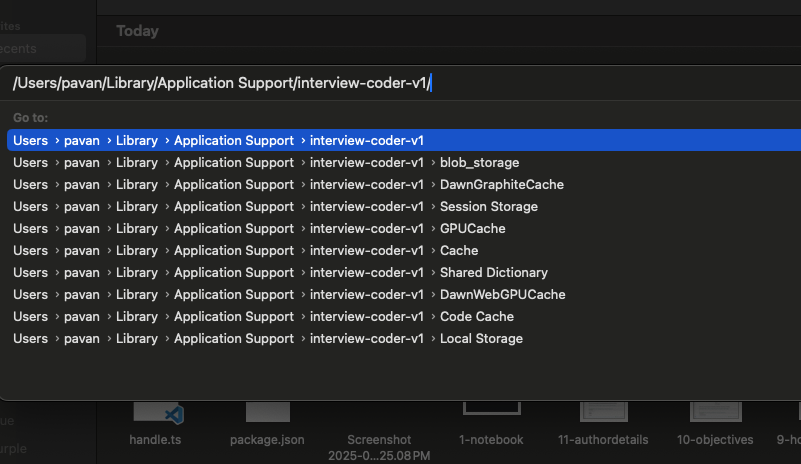 ites
ecents
Today
/Users/pavan/Library/Application Support/interview-coder-v1/
Go to:
Users › pavan › Library › Application Support › interview-coder-v1
Users › pavan › Library › Application Support › interview-coder-v1 › blob_storage
Users › pavan › Library › Application Support › interview-coder-v1 › DawnGraphiteCache
Users › pavan › Library › Application Support › interview-coder-v1 › Session Storage
Users › pavan › Library › Application Support › interview-coder-v1 › GPUCache
Users › pavan › Library › Application Support › interview-coder-v1 › Cache
Users › pavan › Library › Application Support › interview-coder-v1 › Shared Dictionary
Users › pavan › Library › Application Support › interview-coder-v1 › DawnWebGPUCache
Users › pavan › Library › Application Support › interview-coder-v1 › Code Cache
Users › pavan › Library › Application Support › interview-coder-v1 › Local Storage
ue
urple
handle.ts
package.json
Screenshot
2025-0...25.08 PM
1-notebook
11-authordetails
10-objectives
9-ho